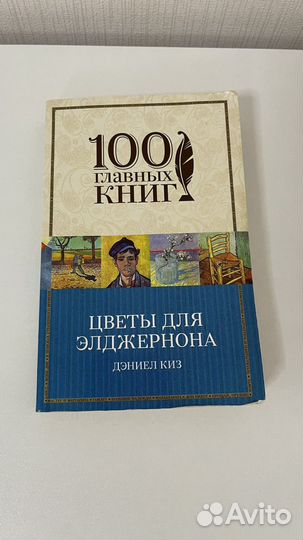 100
ГЛАВНЫХ
КНИГ
ЦВЕТЫ ДЛЯ
ЭЛДЖЕРНОНА
ДЭНИЕЛ КИЗ
Avito